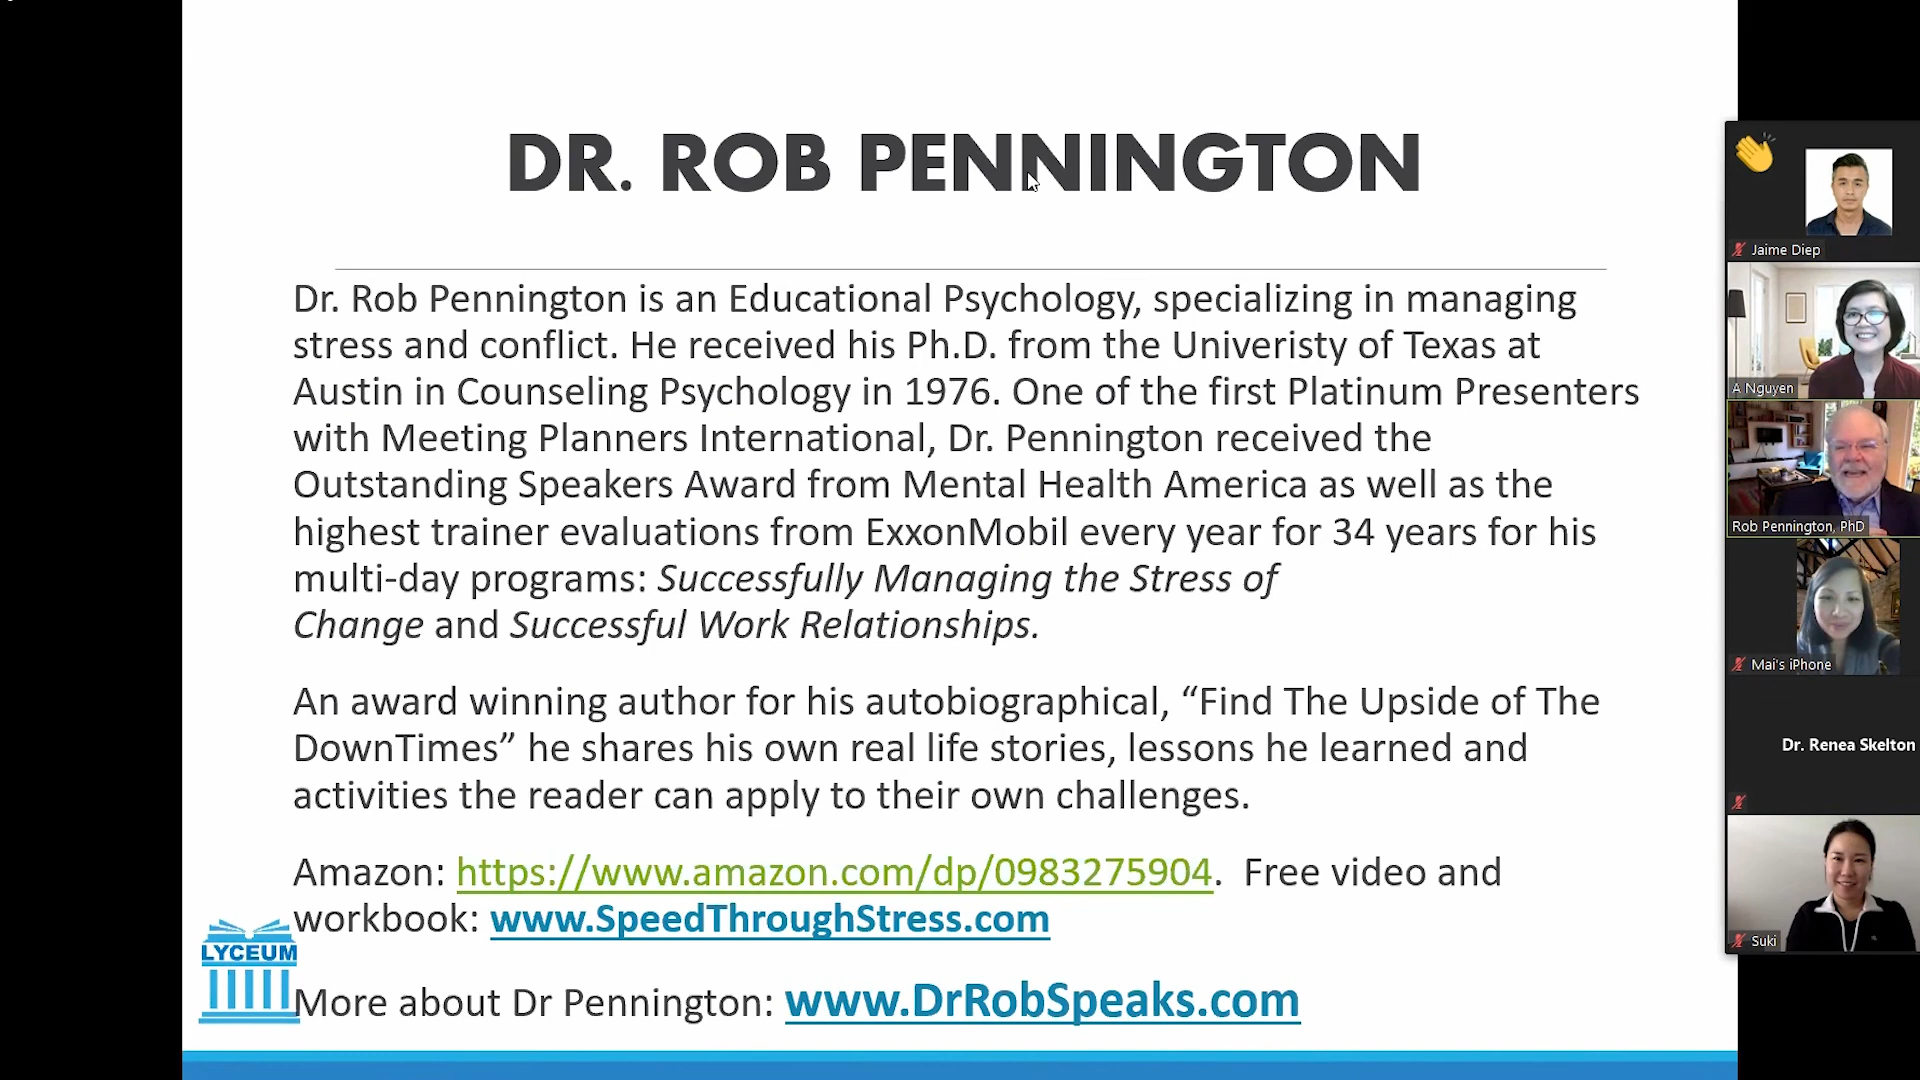 DR. ROB PENNINGTON
Dr. Rob Pennington is an Educational Psychology, specializing in managing
stress and conflict. He received his Ph.D. from the Univeristy of Texas at
Austin in Counseling Psychology in 1976. One of the first Platinum Presenters
with Meeting Planners International, Dr. Pennington received the
Outstanding Speakers Award from Mental Health America as well as the
highest trainer evaluations from ExxonMobil every year for 34 years for his
multi-day programs: Successfully Managing the Stress of
Change and Successful Work Relationships.
An award winning author for his autobiographical, “Find The Upside of The
DownTimes” he shares his own real life stories, lessons he learned and
activities the reader can apply to their own challenges.
Amazon: https://www.amazon.com/dp/0983275904.  Free video and
workbook: www.SpeedThroughStress.com
More about Dr Pennington: www.DrRobSpeaks.com
LYCEUM
Jaime Diep
A Nguyen
Rob Pennington, PhD
Mai's iPhone
Dr. Renea Skelton
Suki